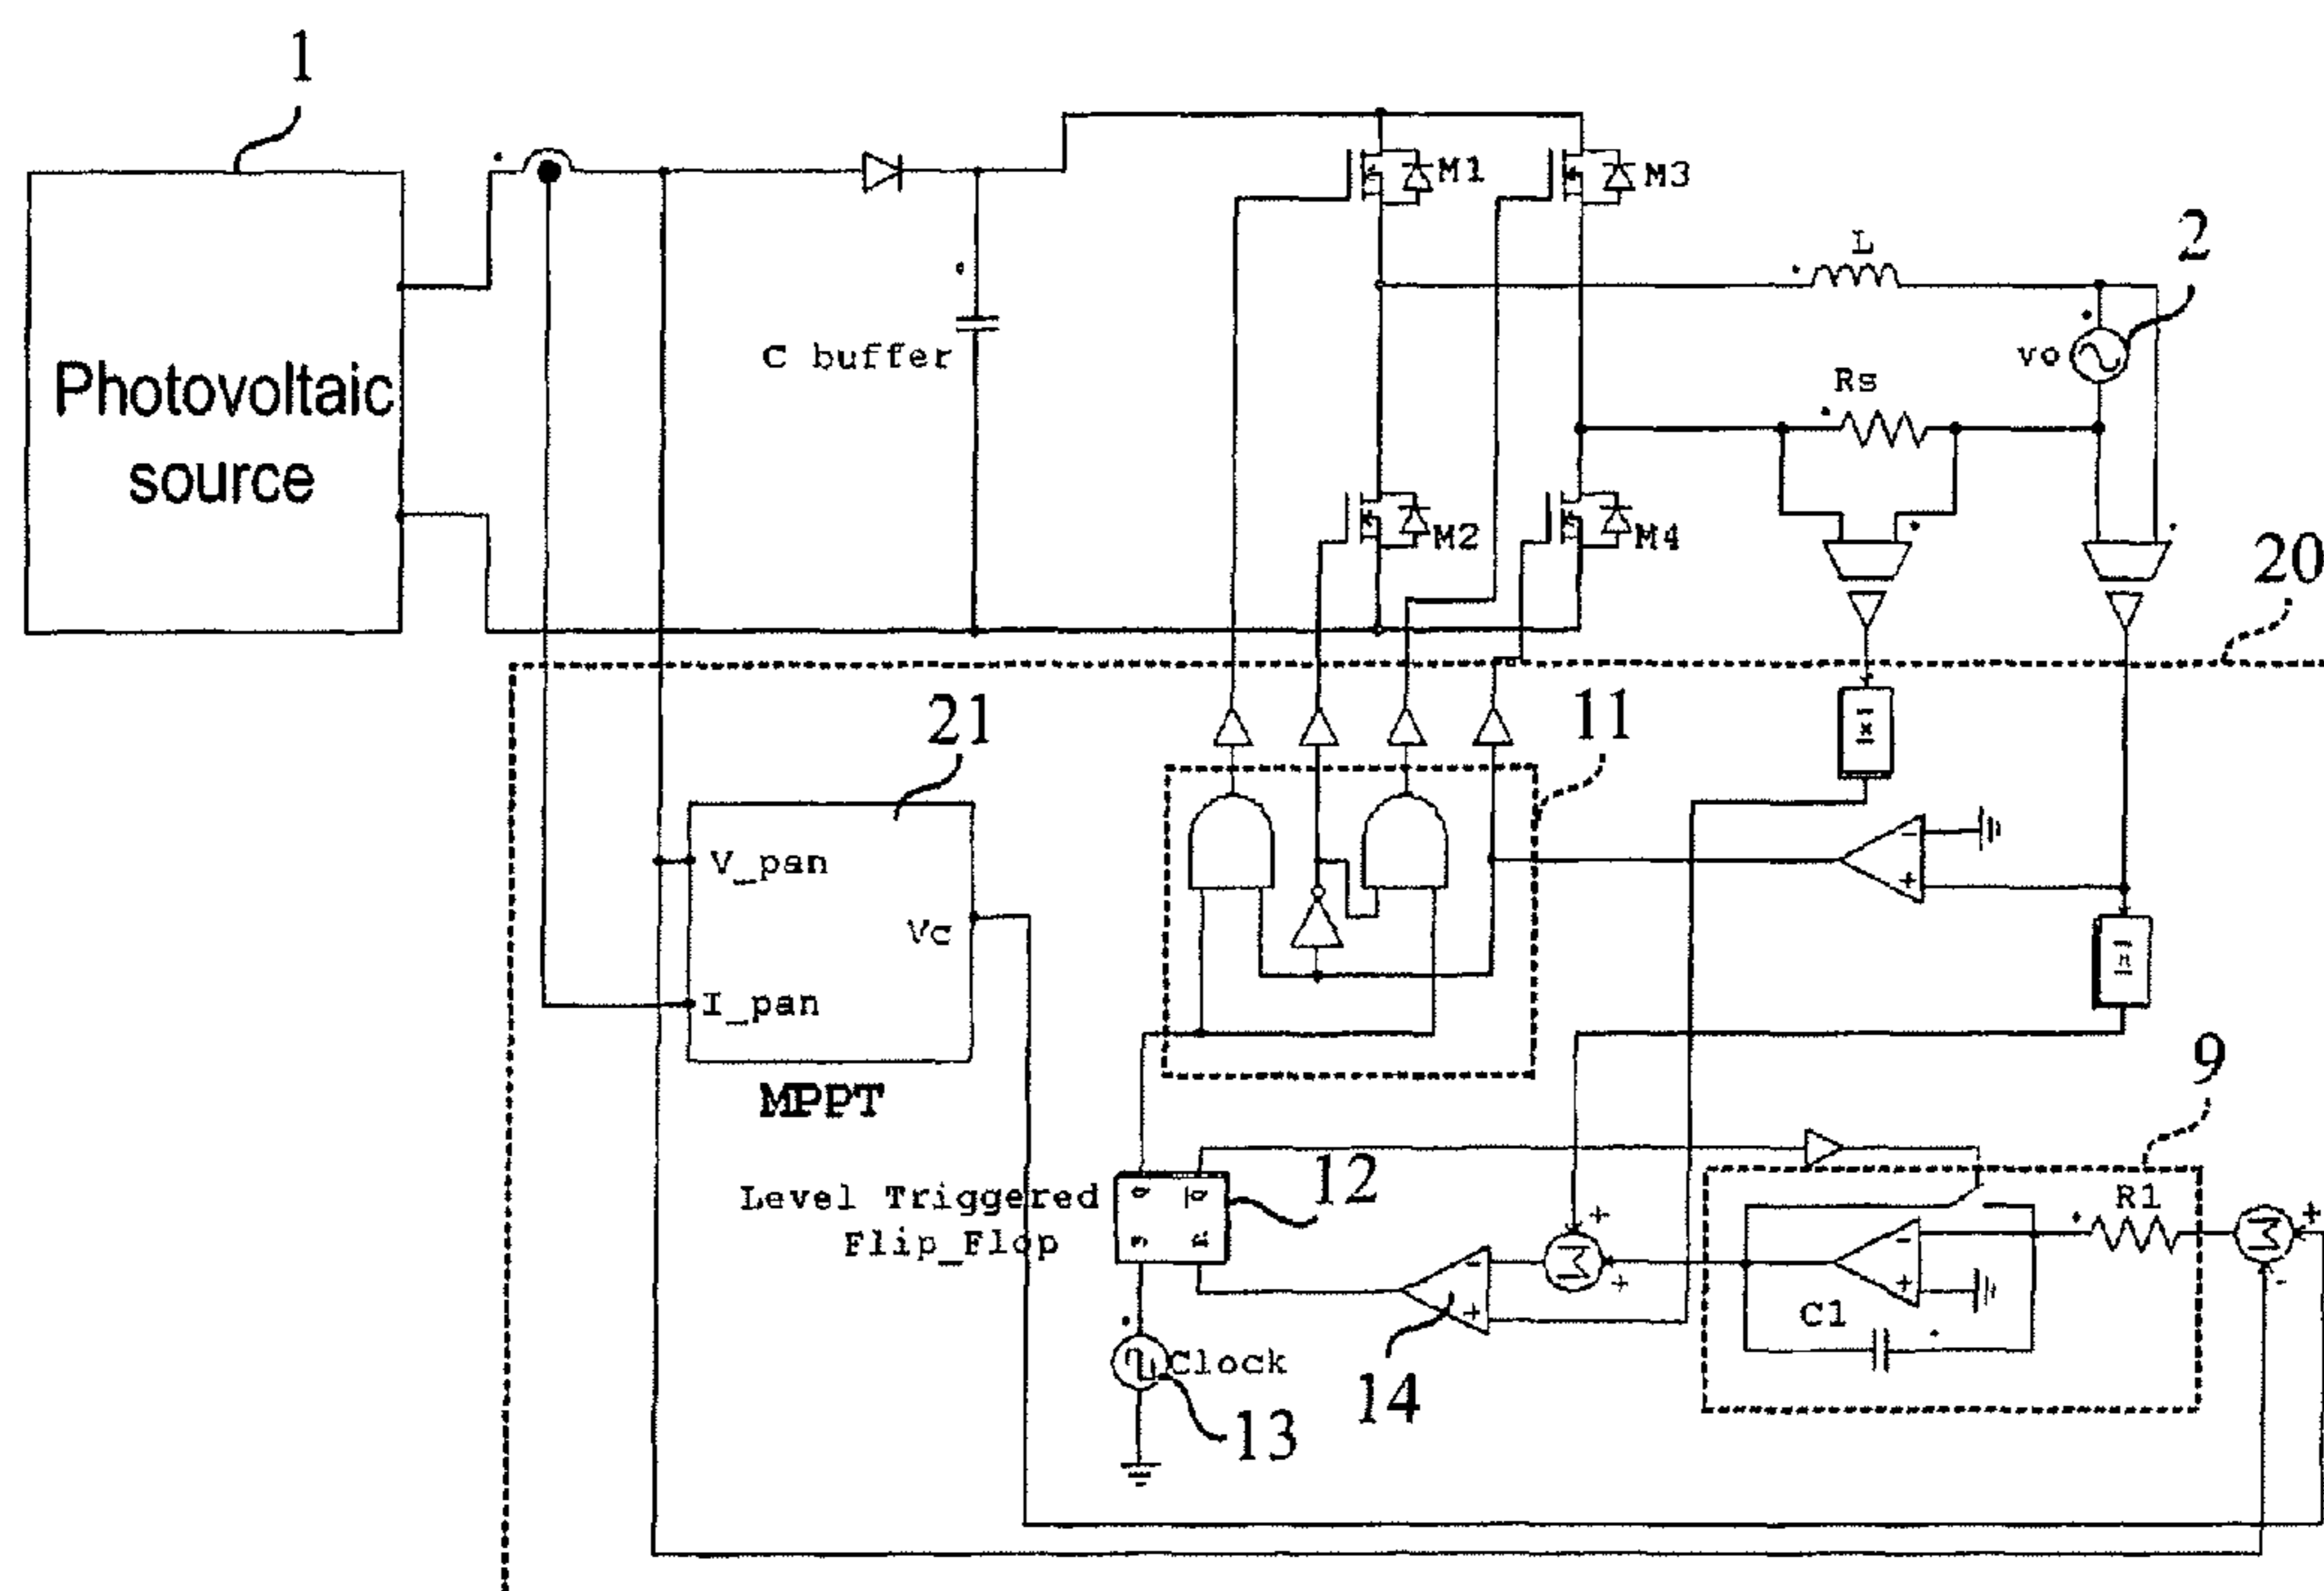 1
M1
M3
2
L
Photovoltaic
source
C buffer
vo
Rs
M2
M4
20
21
11
V_pan
Vc
I_pan
MPPT
9
12
R1
Level Triggered
Flip_Flop
C1
Clock
14
13